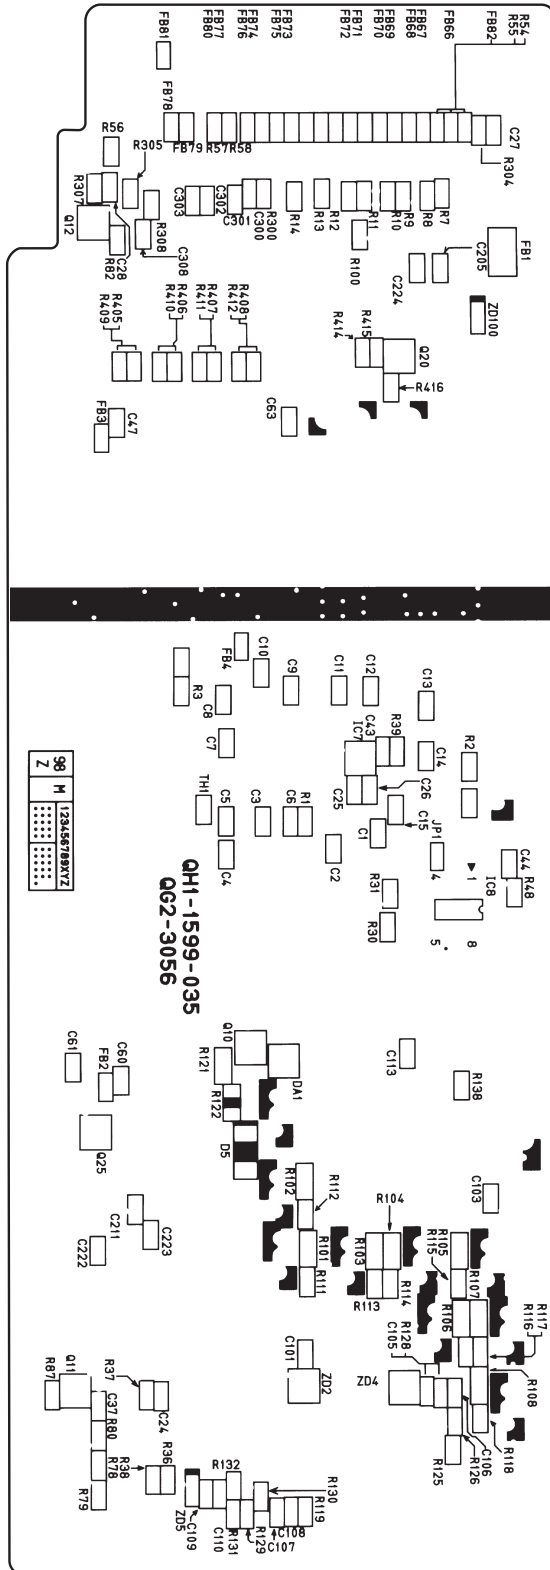 FB81
FB77
FB80
FB74
FB76
FB73
FB75
FB71
FB72
FB69
FB70
FB67
FB68
FB66
FB82
R54
R55
FB78
FB79
R57
R58
C27
R304
R56
R305
R307
Q12
R82
C28
R308
C308
C303
C302
C301
R300
C300
R14
R13
R12
R11
R10
R9
R8
R7
R100
C224
C205
FB1
ZD100
R405
R409
R406
R410
R407
R411
R408
R412
R414
R415
Q20
R416
FB3
C47
C63
FB4
C10
R3
C8
C9
C11
C12
C13
C7
IC7
C43
R39
C14
R2
C25
C26
TH1
C5
C3
C6
R1
C15
C1
JP1
4
C4
C2
1
IC8
C44
R48
R31
R30
5
8
98
Z
M
123456789XYZ
QH1-1599-035
QG2-3056
Q10
DA1
R121
R122
D5
C61
FB2
C60
Q25
C113
R138
C103
R102
R112
R101
R111
R104
R103
R113
R114
R105
R115
R107
R106
R117
R116
C211
C223
C222
C101
ZD2
ZD4
R128
C105
R108
R118
C106
R126
R125
Q11
R87
R37
C24
C37
R80
R36
R38
R78
R79
R132
R130
ZD5
C109
C110
R131
R129
C107
C108
R119